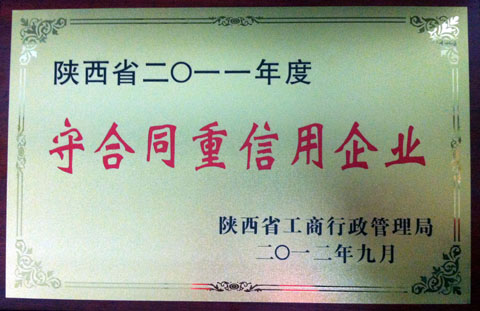 陕西省二〇一一年度
守合同重信用企业
陕西省工商行政管理局
二〇一二年九月